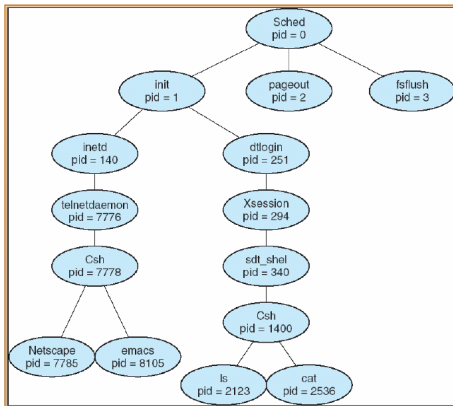 Sched
pid = 0
init
pid = 1
pageout
pid = 2
fsflush
pid = 3
inetd
pid = 140
dtlogin
pid = 251
telnetdaemon
pid = 7776
Xsession
pid = 294
Csh
pid = 7778
sdt_shel
pid = 340
Csh
pid = 1400
Netscape
pid = 7785
emacs
pid = 8105
ls
pid = 2123
cat
pid = 2536